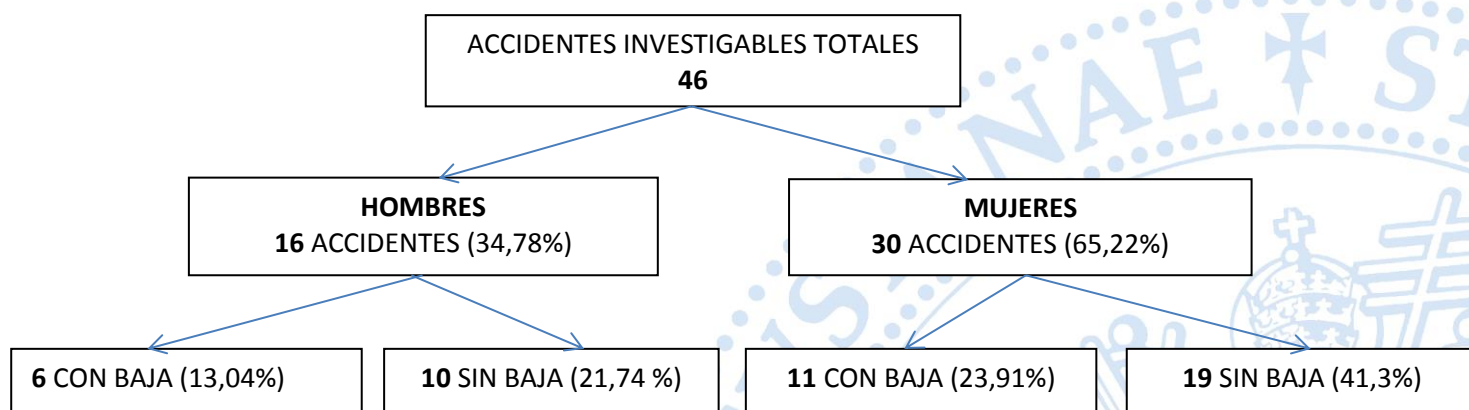 ACCIDENTES INVESTIGABLES TOTALES
46
HOMBRES
16 ACCIDENTES (34,78%)
MUJERES
30 ACCIDENTES (65,22%)
6 CON BAJA (13,04%)
10 SIN BAJA (21,74 %)
11 CON BAJA (23,91%)
19 SIN BAJA (41,3%)